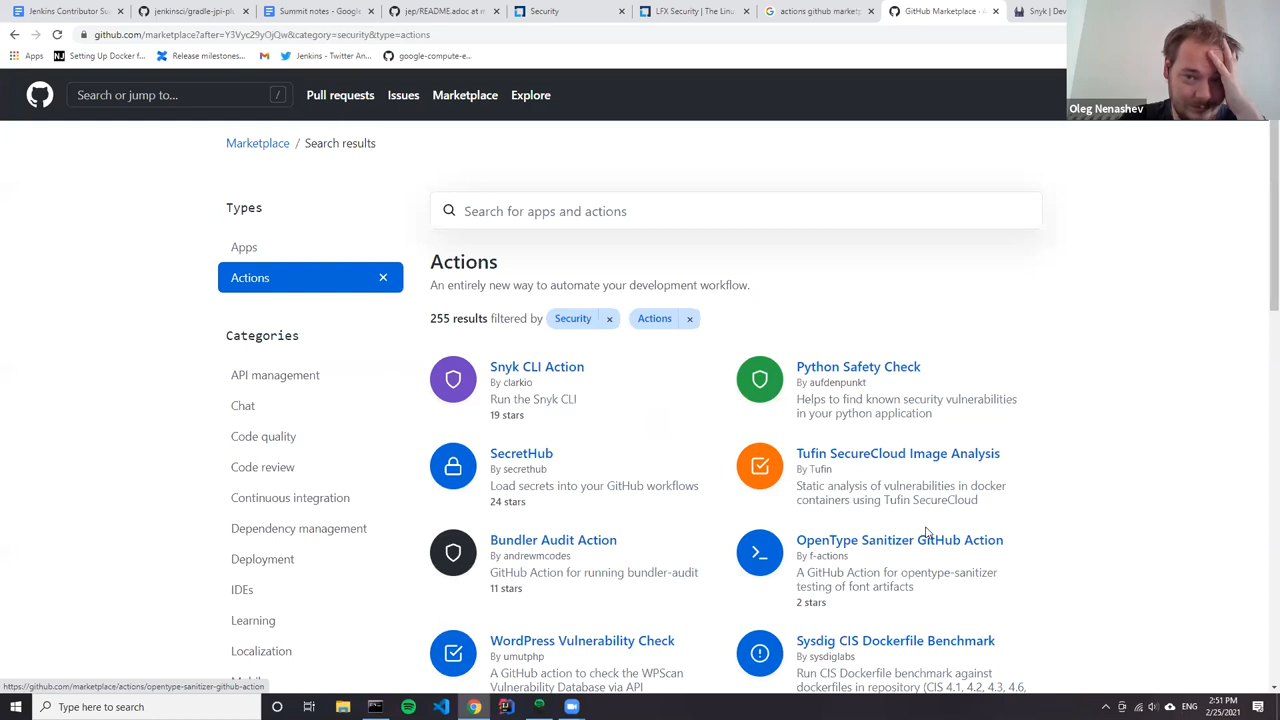 Jenkins Contributor Su
jenkinsci/gradle-jpi-plu
Summit notes - Google
jep/README.adoc at m
Security
LFX Security | The Linu
actions github marketp
GitHub Marketplace · A
Snyk | Dev
github.com/marketplace?after=Y3Vyc29yOjQw&category=security&type=actions
Apps
Setting Up Docker f...
Release milestones...
Jenkins - Twitter An...
google-compute-e...
Oleg Nenashev
Search or jump to...
/
Pull requests
Issues
Marketplace
Explore
Marketplace / Search results
Types
Apps
Actions
Categories
API management
Chat
Code quality
Code review
Continuous integration
Dependency management
Deployment
IDEs
Learning
Localization
Search for apps and actions
Actions
An entirely new way to automate your development workflow.
255 results filtered by Security × Actions ×
Snyk CLI Action
By clarkio
Run the Snyk CLI
19 stars
Python Safety Check
By aufdenpunkt
Helps to find known security vulnerabilities
in your python application
SecretHub
By secrethub
Load secrets into your GitHub workflows
24 stars
Tufin SecureCloud Image Analysis
By Tufin
Static analysis of vulnerabilities in docker
containers using Tufin SecureCloud
Bundler Audit Action
By andrewmcodes
GitHub Action for running bundler-audit
11 stars
OpenType Sanitizer GitHub Action
By f-actions
A GitHub Action for opentype-sanitizer
testing of font artifacts
2 stars
WordPress Vulnerability Check
By umutphp
A GitHub action to check the WPScan
Vulnerability Database via API
Sysdig CIS Dockerfile Benchmark
By sysdiglabs
Run CIS Dockerfile benchmark against
dockerfiles in repository (CIS 4.1, 4.2, 4.3, 4.6,
https://github.com/marketplace/actions/opentype-sanitizer-github-action
Type here to search
2:51 PM
2/25/2021